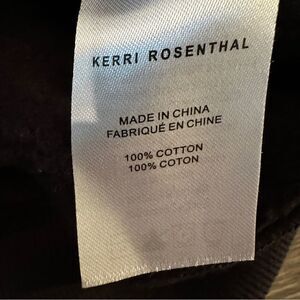 KERRI ROSENTHAL
MADE IN CHINA
FABRIQUÉ EN CHINE
100% COTTON
100% COTON